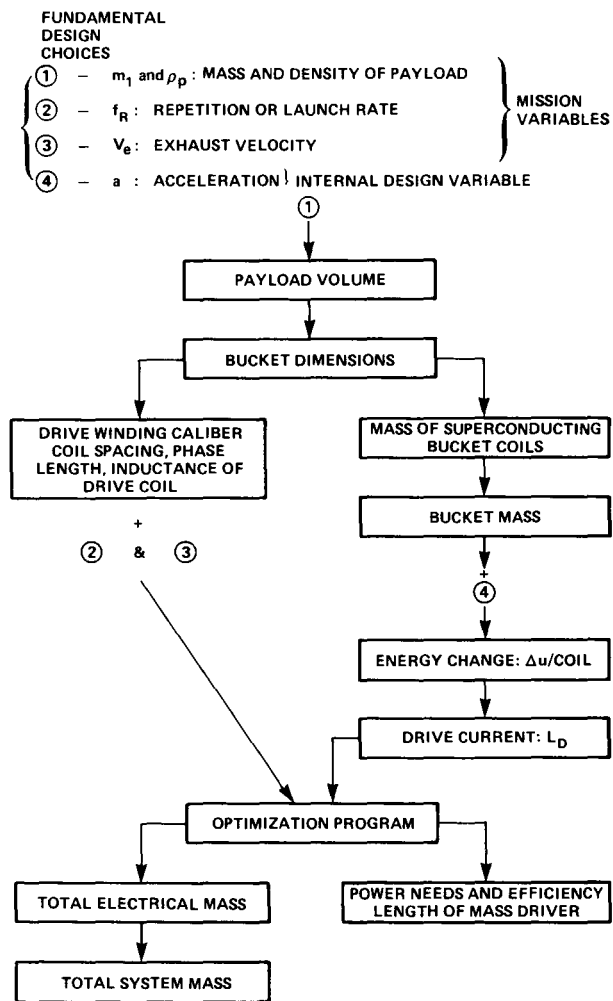 FUNDAMENTAL
DESIGN
CHOICES
① – m₁ and ρₚ: MASS AND DENSITY OF PAYLOAD
② – f_R: REPETITION OR LAUNCH RATE
③ – Vₑ: EXHAUST VELOCITY
④ – a : ACCELERATION } INTERNAL DESIGN VARIABLE
MISSION
VARIABLES
①
PAYLOAD VOLUME
BUCKET DIMENSIONS
DRIVE WINDING CALIBER
COIL SPACING, PHASE
LENGTH, INDUCTANCE OF
DRIVE COIL
+
② & ③
MASS OF SUPERCONDUCTING
BUCKET COILS
BUCKET MASS
+
④
ENERGY CHANGE: Δu/COIL
DRIVE CURRENT: L_D
OPTIMIZATION PROGRAM
TOTAL ELECTRICAL MASS
POWER NEEDS AND EFFICIENCY
LENGTH OF MASS DRIVER
TOTAL SYSTEM MASS